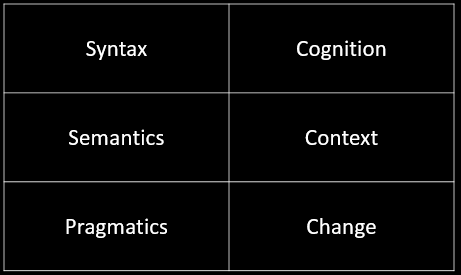 Syntax Cognition
Semantics Context
Pragmatics Change